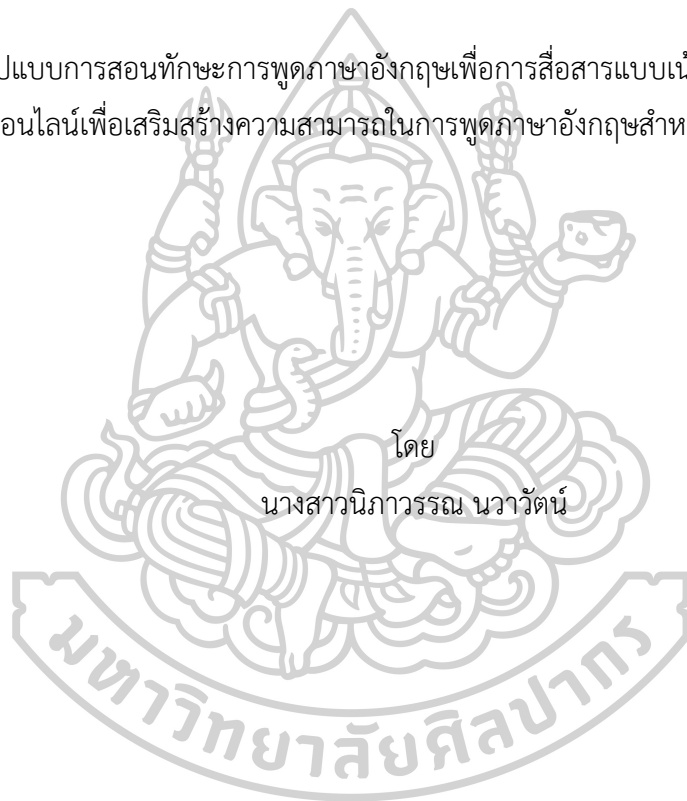 ปแบบการสอนทักษะการพูดภาษาอังกฤษเพื่อการสื่อสารแบบเน้
อนไลน์เพื่อเสริมสร้างความสามารถในการพูดภาษาอังกฤษสำห
โดย
นางสาวนิภาวรรณ นวาวัตน์
มหาวิทยาลัยศิลปากร